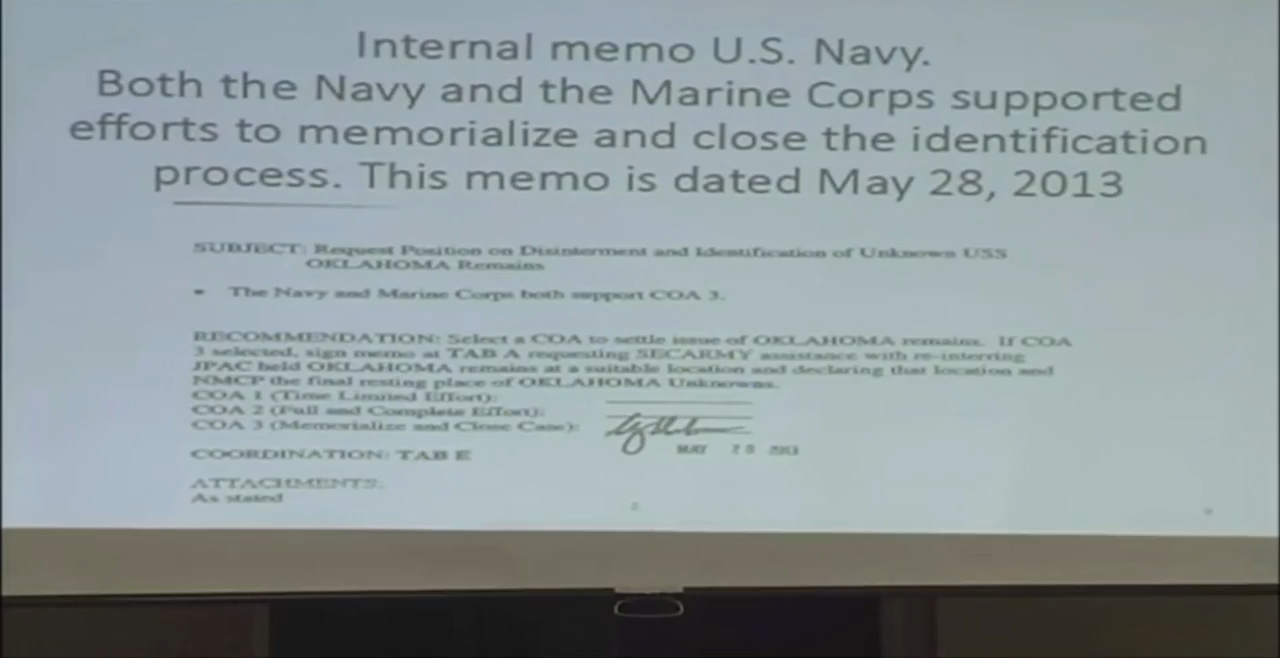 Internal memo U.S. Navy.
Both the Navy and the Marine Corps supported
efforts to memorialize and close the identification
process. This memo is dated May 28, 2013
SUBJECT: Request Position on Disinterment and Identification of Unknown USS
OKLAHOMA Remains
• The Navy and Marine Corps both support COA 3.
RECOMMENDATION: Select a COA to settle issue of OKLAHOMA remains. If COA
3 selected, sign memo at TAB A requesting SECARMY assistance with re-interring
JPAC held OKLAHOMA remains at a suitable location and declaring that location and
NMCP the final resting place of OKLAHOMA Unknowns.
COA 1 (Time Limited Effort):
COA 2 (Full and Complete Effort):
COA 3 (Memorialize and Close Case):
MAY 2013
COORDINATION: TAB E
ATTACHMENTS:
As stated